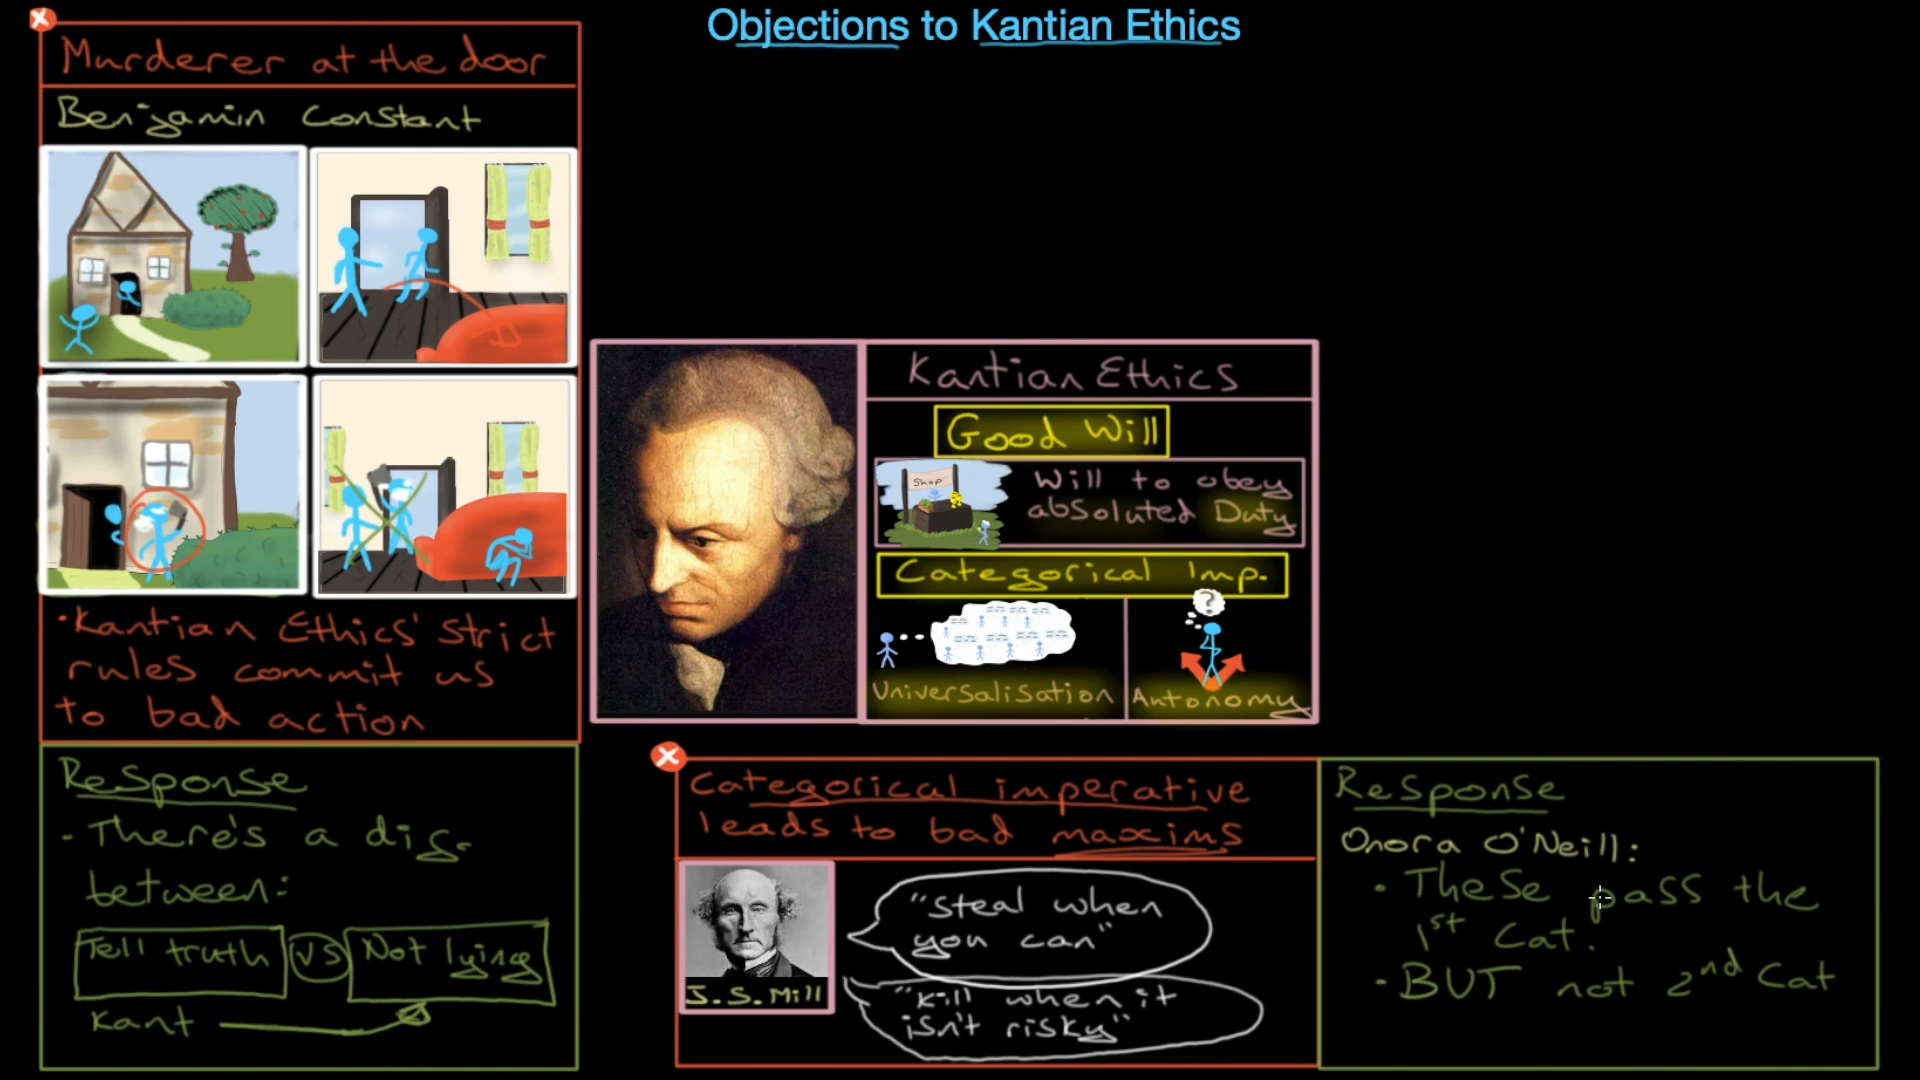 Objections to Kantian Ethics
Murderer at the door
Benjamin Constant
·Kantian Ethics' strict
rules commit us
to bad action
Response
· There's a dis.
between:
Tell truth VS Not lying
Kant
Kantian Ethics
Good Will
Shop
Will to obey
absoluted Duty
Categorical Imp.
?
Universalisation
Autonomy
Categorical imperative
leads to bad maxims
J.S. Mill
"Steal when
you can"
"Kill when it
isn't risky"
Response
Onora O'Neill:
· These pass the
1st Cat.
· BUT not 2nd Cat